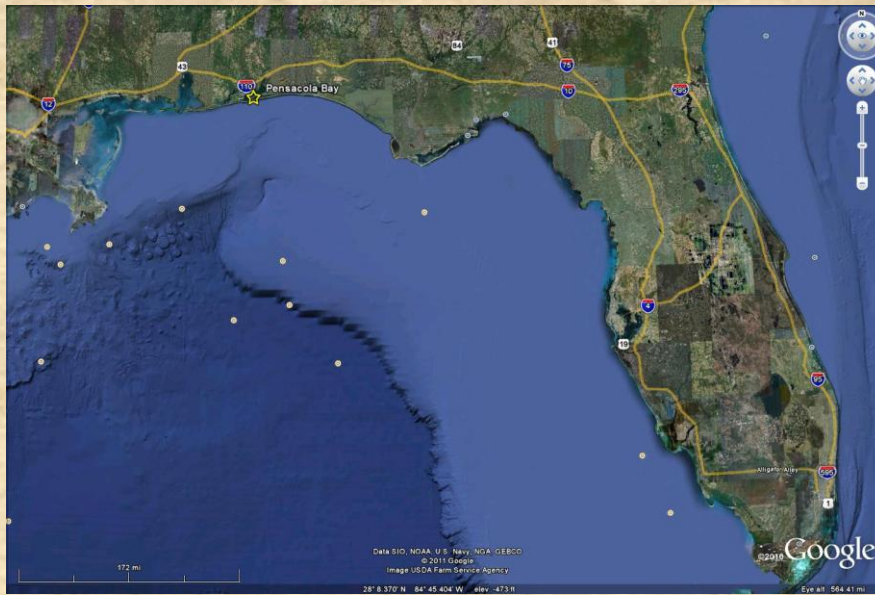 N
84
41
43
75
110
Pensacola Bay
10
295
12
4
19
95
Alligator Alley
595
1
Data SIO, NOAA, U.S. Navy, NGA, GEBCO
© 2011 Google
Image USDA Farm Service Agency
©2010 Google
172 mi
28° 8.370' N 84° 45.404' W elev -473 ft
Eye alt 564.41 mi